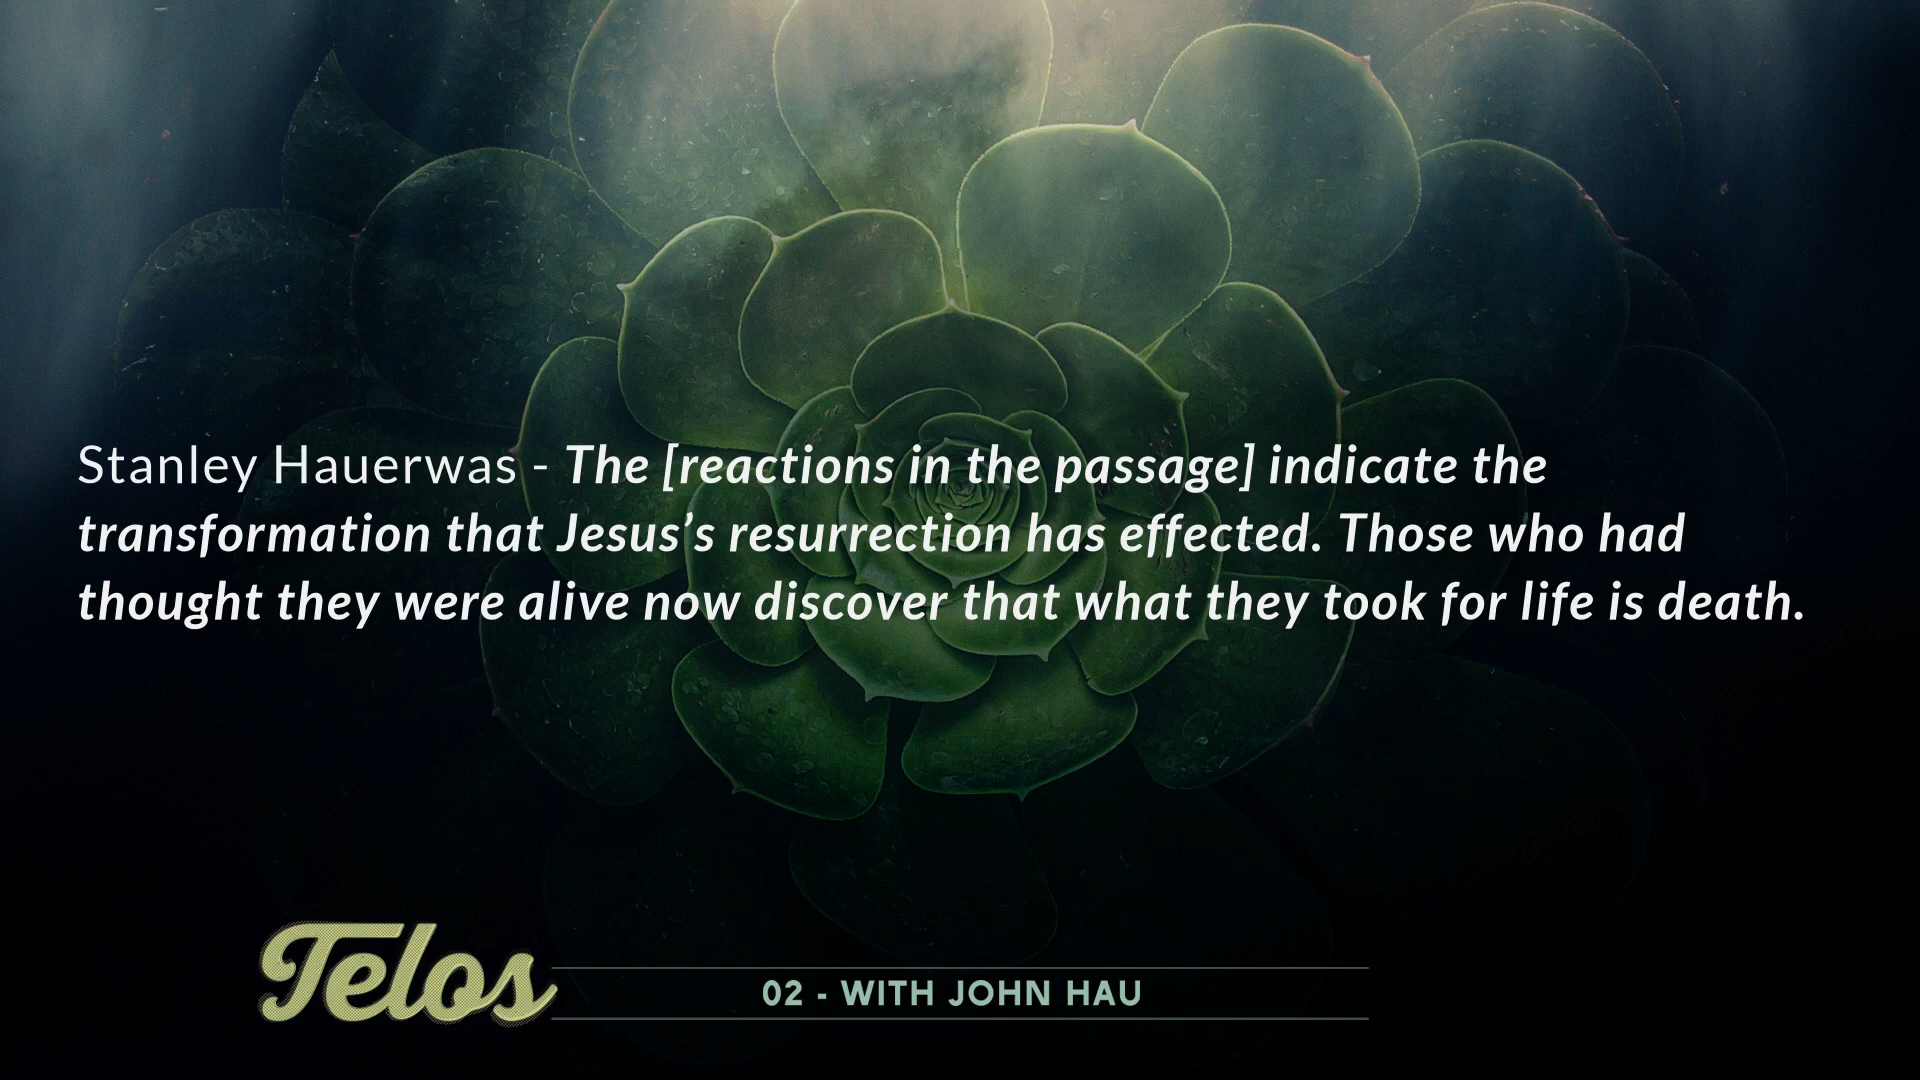 Stanley Hauerwas - The [reactions in the passage] indicate the
transformation that Jesus’s resurrection has effected. Those who had
thought they were alive now discover that what they took for life is death.
Telos
02 - WITH JOHN HAU